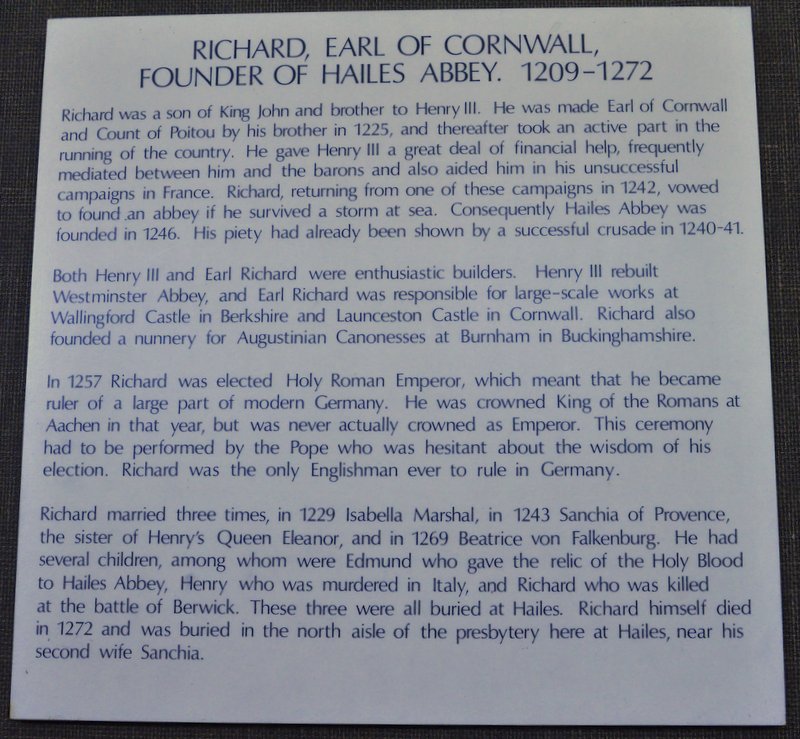 RICHARD, EARL OF CORNWALL,
FOUNDER OF HAILES ABBEY. 1209-1272
Richard was a son of King John and brother to Henry III. He was made Earl of Cornwall
and Count of Poitou by his brother in 1225, and thereafter took an active part in the
running of the country. He gave Henry III a great deal of financial help, frequently
mediated between him and the barons and also aided him in his unsuccessful
campaigns in France. Richard, returning from one of these campaigns in 1242, vowed
to found an abbey if he survived a storm at sea. Consequently Hailes Abbey was
founded in 1246. His piety had already been shown by a successful crusade in 1240-41.
Both Henry III and Earl Richard were enthusiastic builders. Henry III rebuilt
Westminster Abbey, and Earl Richard was responsible for large-scale works at
Wallingford Castle in Berkshire and Launceston Castle in Cornwall. Richard also
founded a nunnery for Augustinian Canonesses at Burnham in Buckinghamshire.
In 1257 Richard was elected Holy Roman Emperor, which meant that he became
ruler of a large part of modern Germany. He was crowned King of the Romans at
Aachen in that year, but was never actually crowned as Emperor. This ceremony
had to be performed by the Pope who was hesitant about the wisdom of his
election. Richard was the only Englishman ever to rule in Germany.
Richard married three times, in 1229 Isabella Marshal, in 1243 Sanchia of Provence,
the sister of Henry's Queen Eleanor, and in 1269 Beatrice von Falkenburg. He had
several children, among whom were Edmund who gave the relic of the Holy Blood
to Hailes Abbey, Henry who was murdered in Italy, and Richard who was killed
at the battle of Berwick. These three were all buried at Hailes. Richard himself died
in 1272 and was buried in the north aisle of the presbytery here at Hailes, near his
second wife Sanchia.